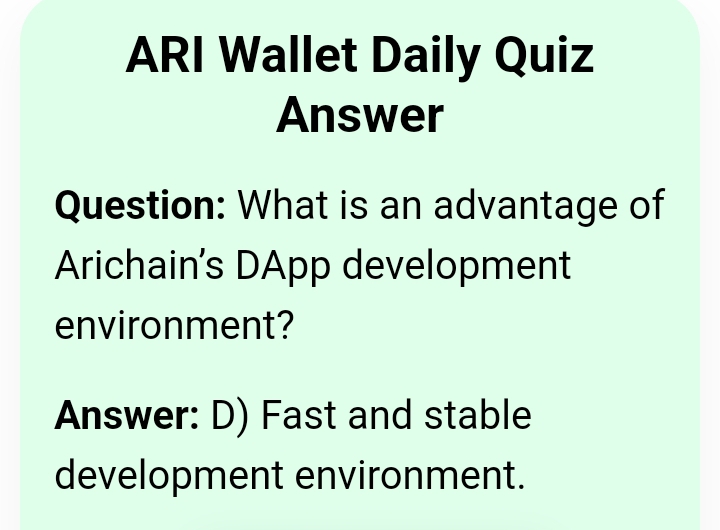 ARI Wallet Daily Quiz
Answer
Question: What is an advantage of
Arichain’s DApp development
environment?
Answer: D) Fast and stable
development environment.